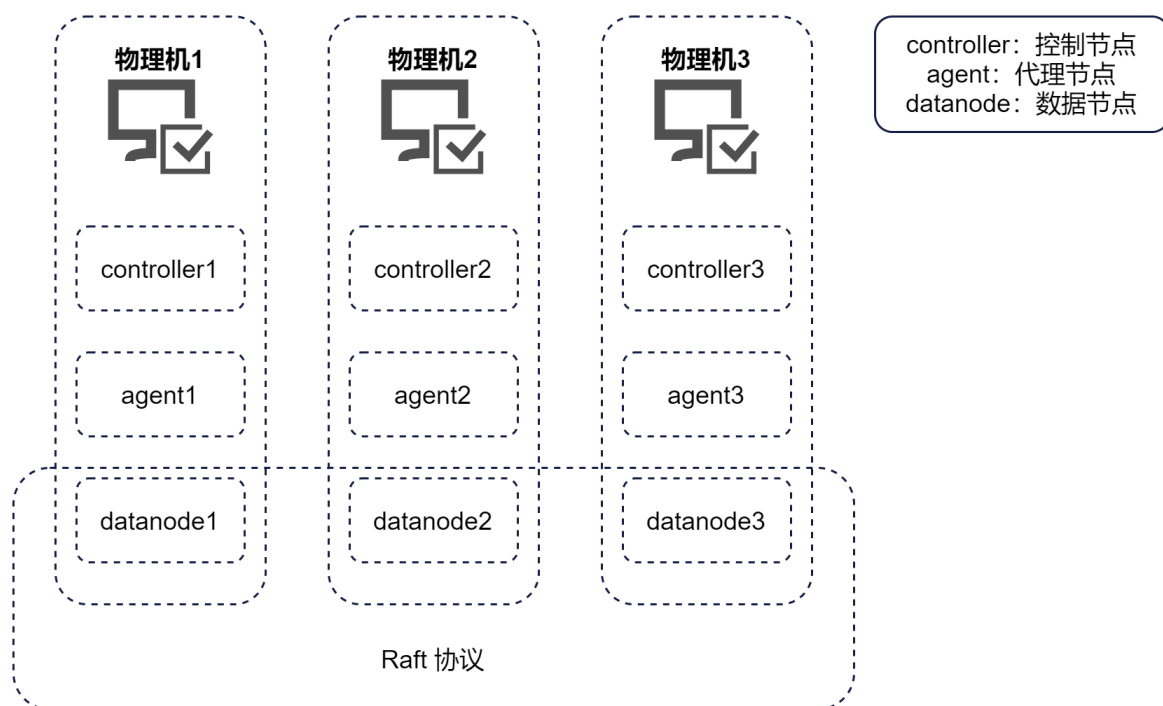 物理机1
物理机2
物理机3
controller：控制节点
agent：代理节点
datanode：数据节点
controller1
controller2
controller3
agent1
agent2
agent3
datanode1
datanode2
datanode3
Raft 协议